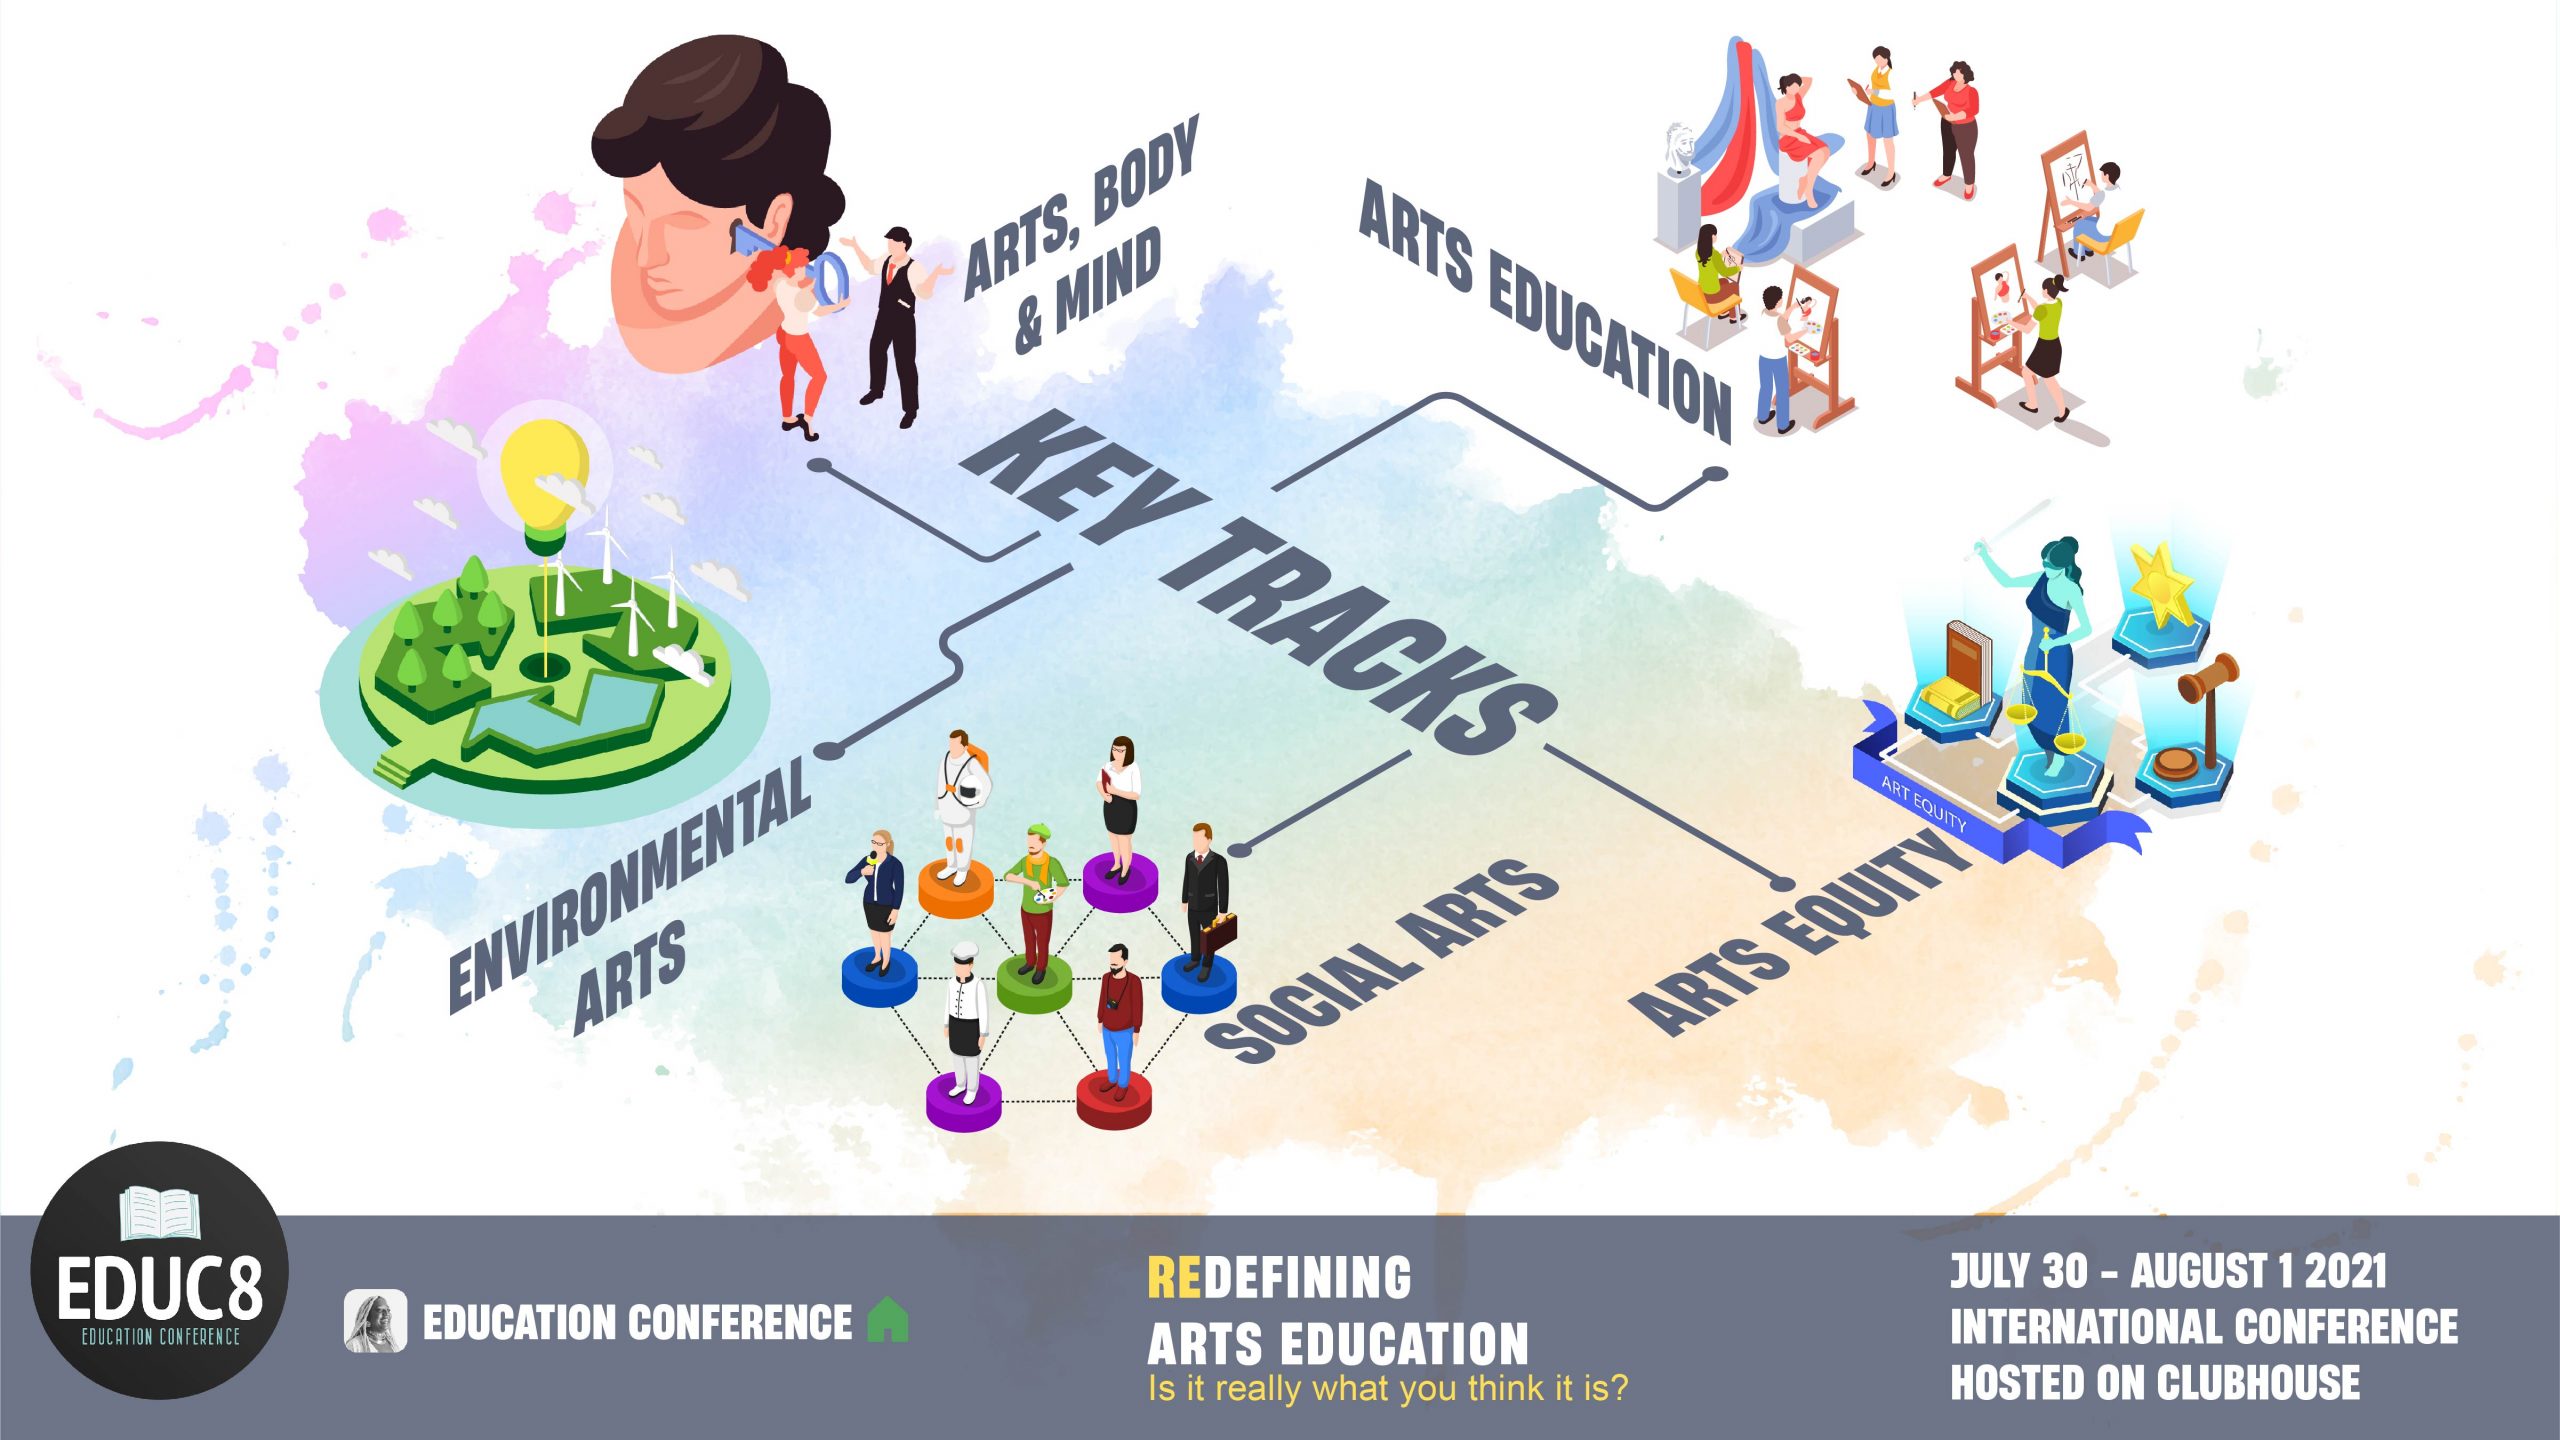 ARTS, BODY
& MIND
ARTS EDUCATION
KEY TRACKS
ENVIRONMENTAL
ARTS
SOCIAL ARTS
ARTS EQUITY
ART EQUITY
EDUC8
EDUCATION CONFERENCE
EDUCATION CONFERENCE
REDEFINING
ARTS EDUCATION
Is it really what you think it is?
JULY 30 - AUGUST 1 2021
INTERNATIONAL CONFERENCE
HOSTED ON CLUBHOUSE